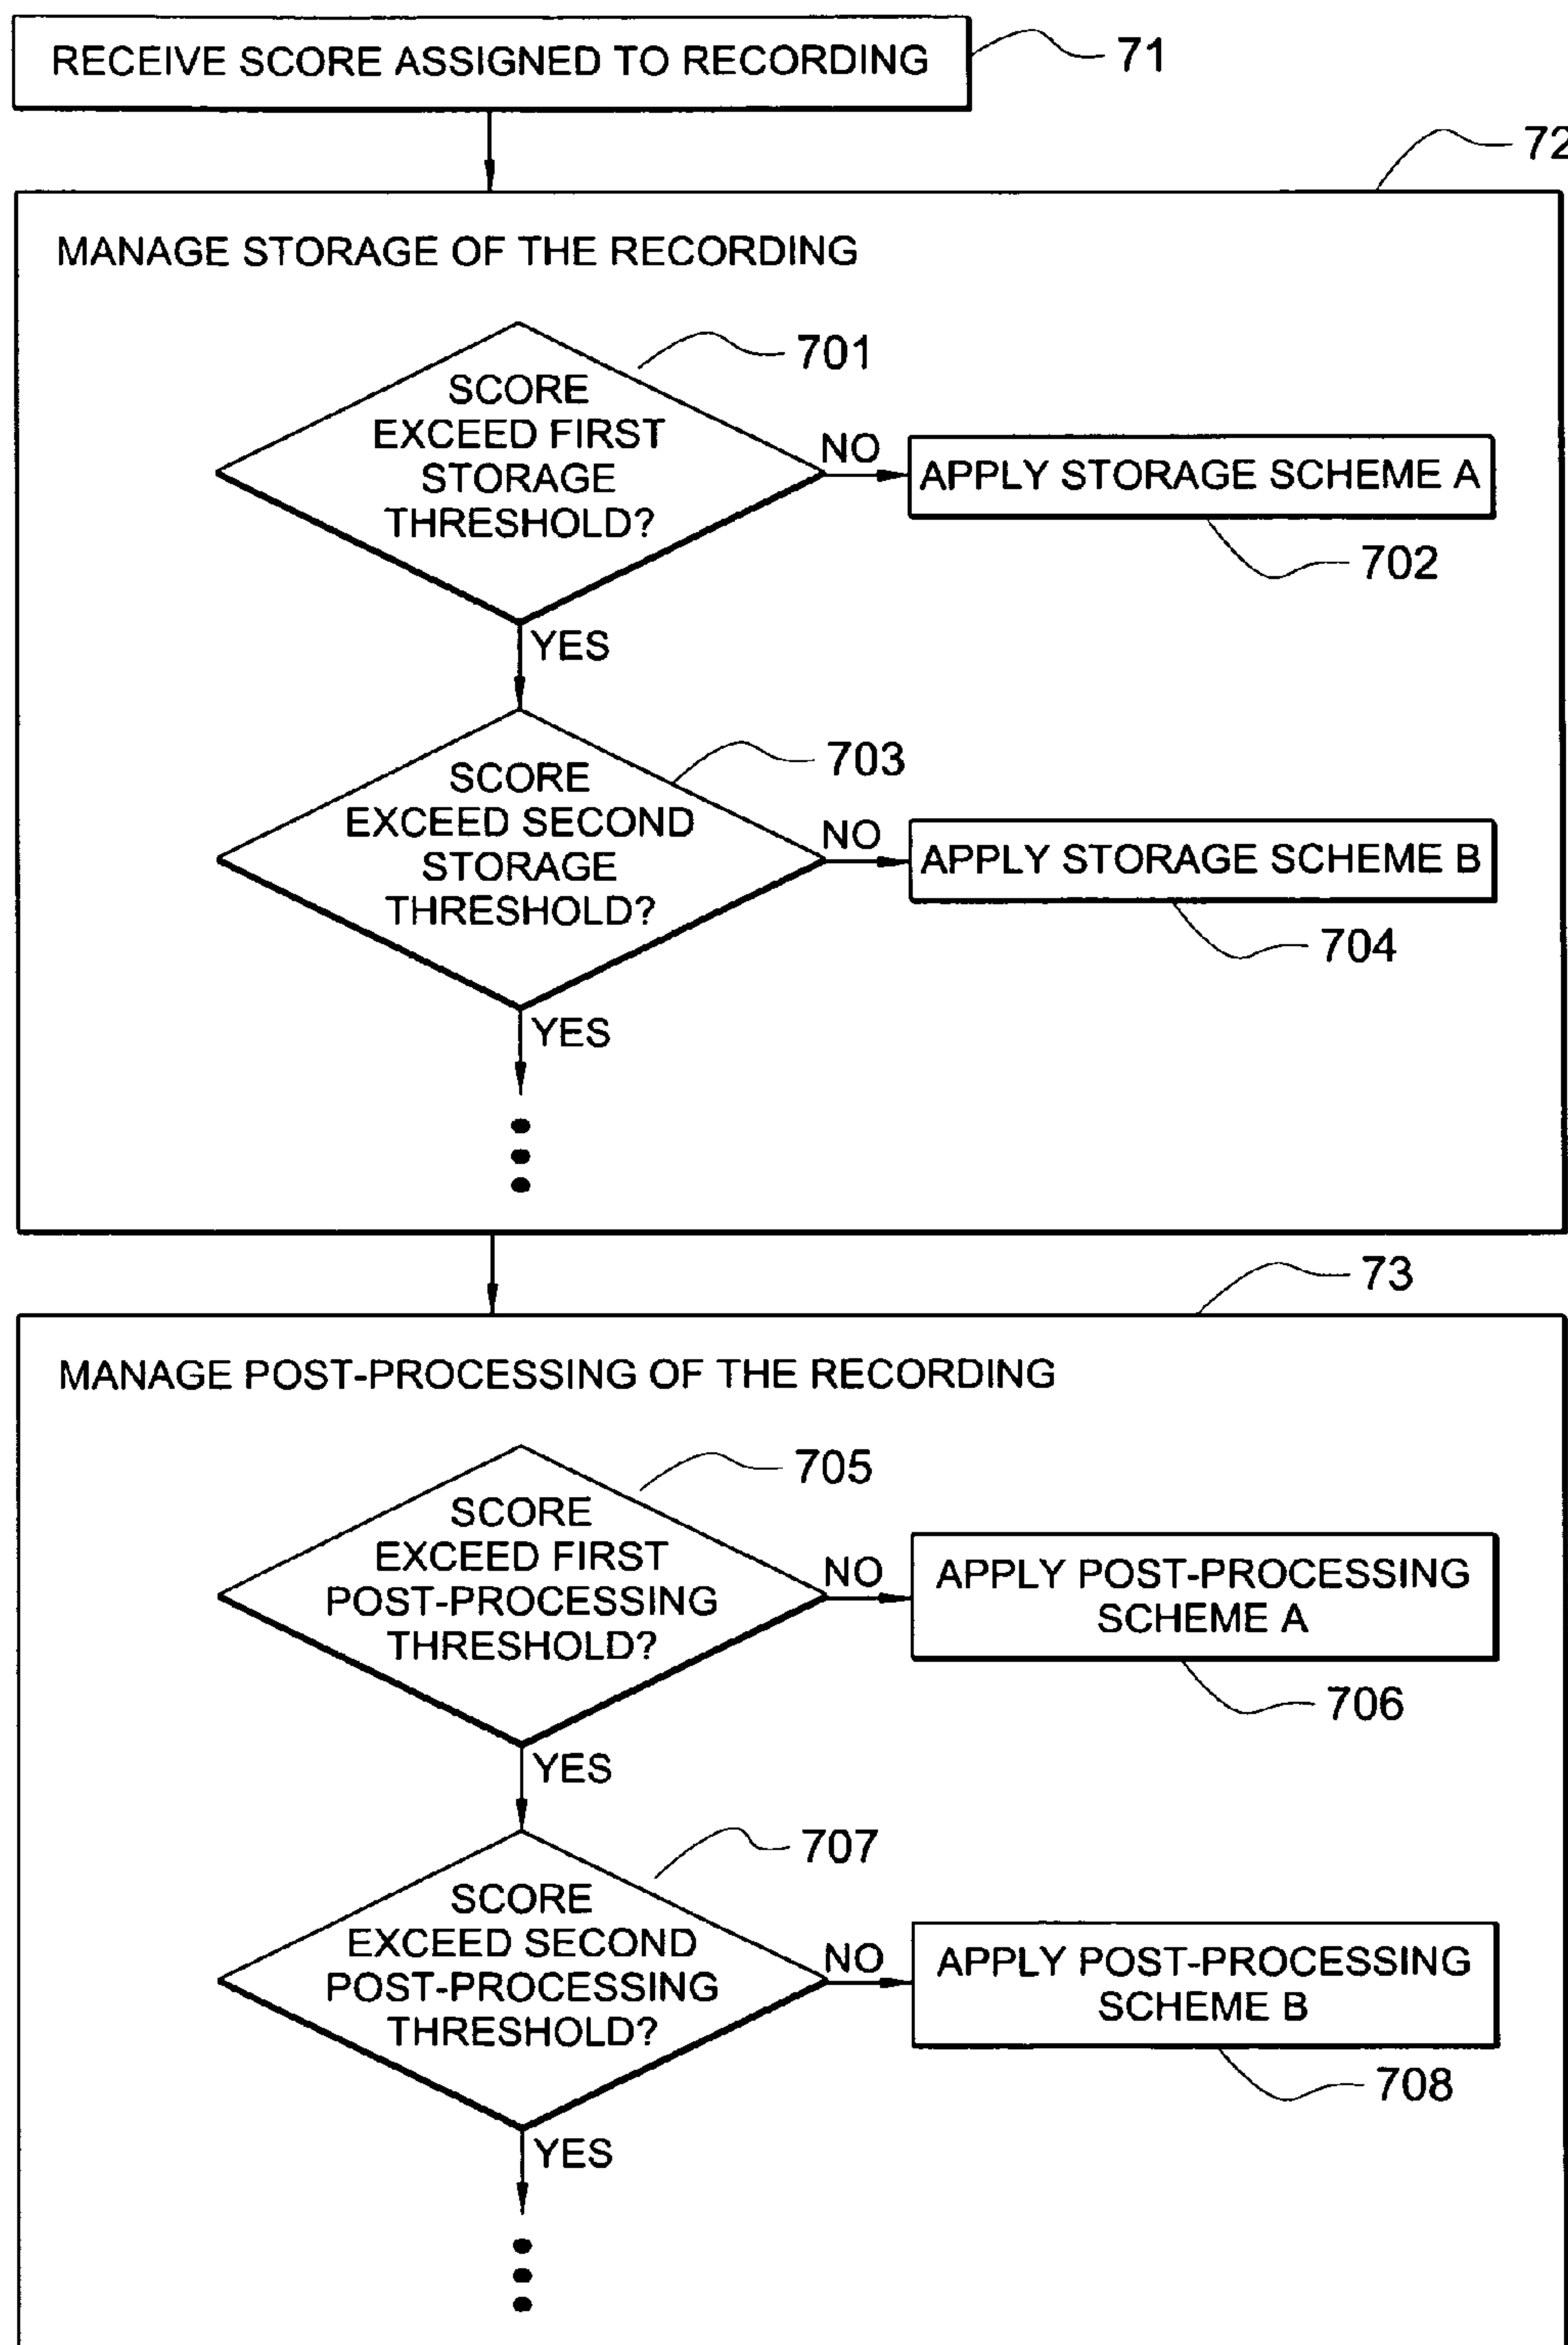 RECEIVE SCORE ASSIGNED TO RECORDING
71
72
MANAGE STORAGE OF THE RECORDING
701
SCORE
EXCEED FIRST
STORAGE
THRESHOLD?
NO
APPLY STORAGE SCHEME A
702
YES
703
SCORE
EXCEED SECOND
STORAGE
THRESHOLD?
NO
APPLY STORAGE SCHEME B
704
YES
73
MANAGE POST-PROCESSING OF THE RECORDING
705
SCORE
EXCEED FIRST
POST-PROCESSING
THRESHOLD?
NO
APPLY POST-PROCESSING
SCHEME A
706
YES
707
SCORE
EXCEED SECOND
POST-PROCESSING
THRESHOLD?
NO
APPLY POST-PROCESSING
SCHEME B
708
YES